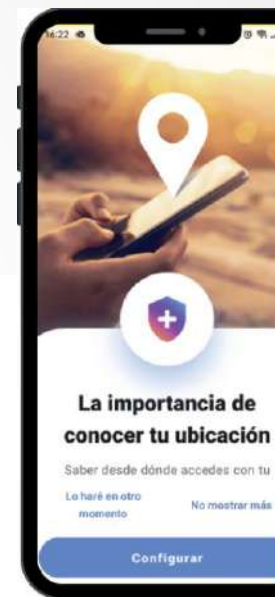 16:22
La importancia de
conocer tu ubicación
Saber desde dónde accedes con tu
Lo haré en otro
momento
No mostrar más
Configurar